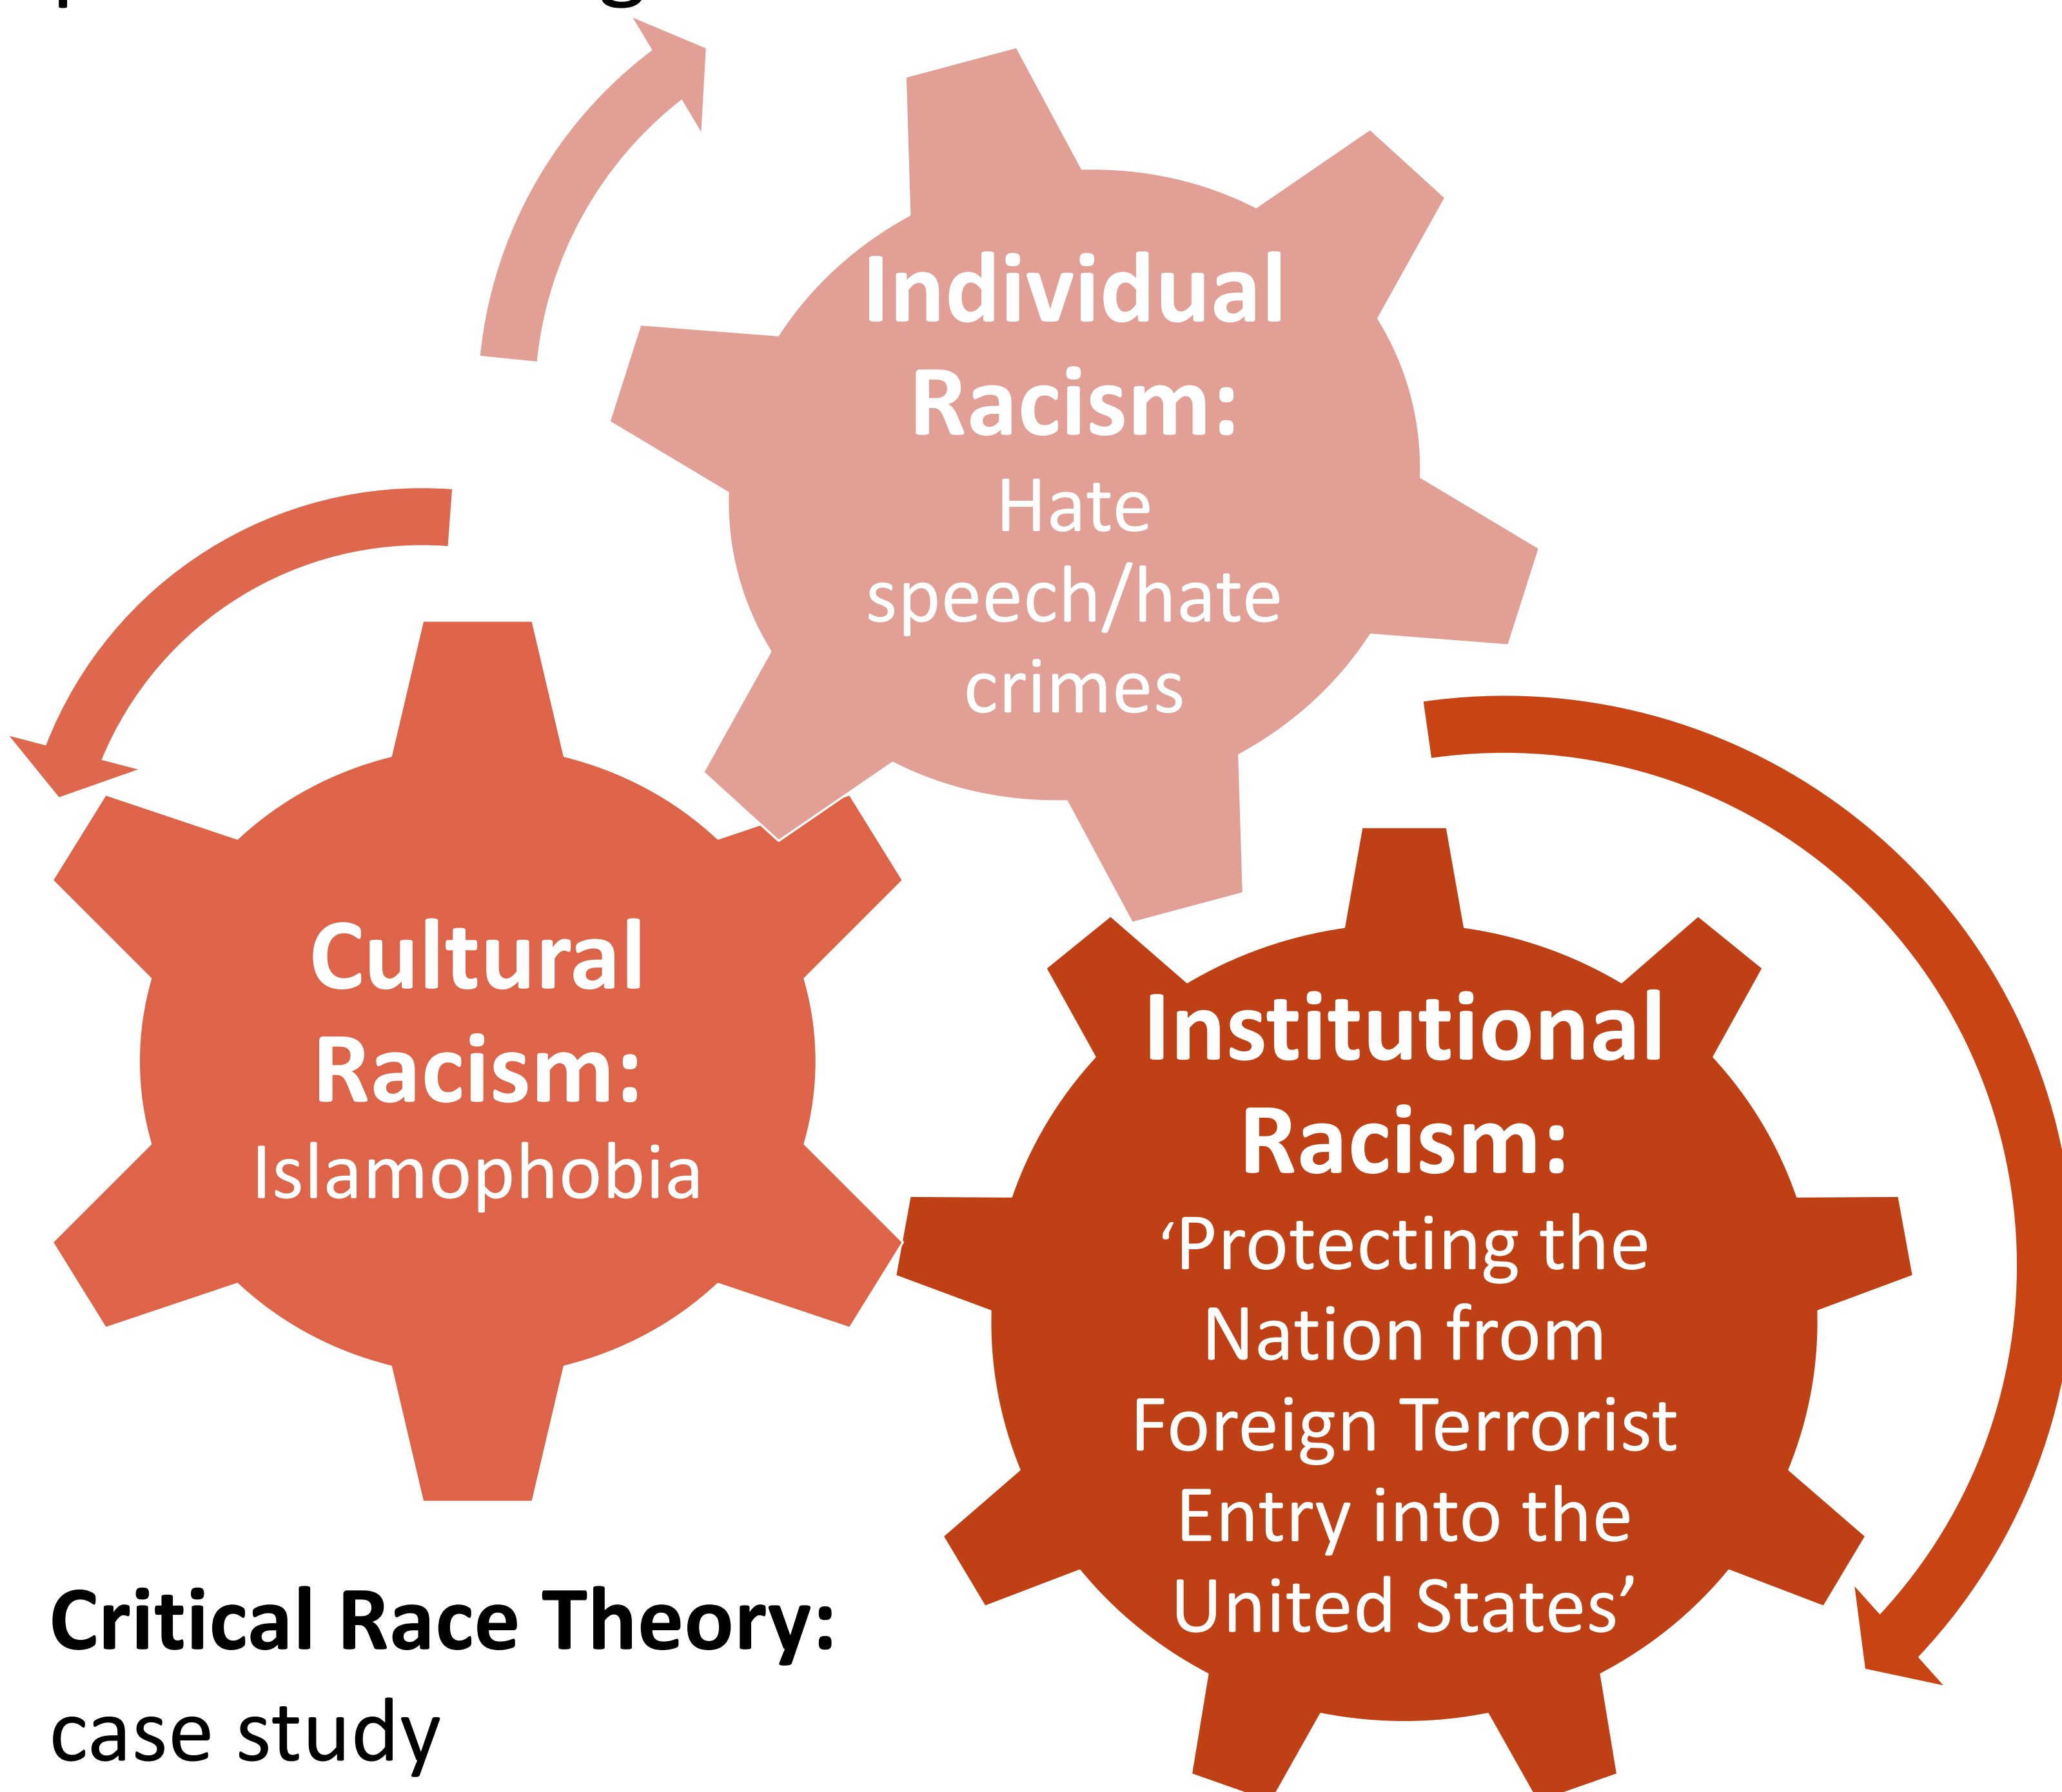 Individual
Racism:
Hate
speech/hate
crimes
Cultural
Racism:
Islamophobia
Institutional
Racism:
‘Protecting the
Nation from
Foreign Terrorist
Entry into the
United States’
Critical Race Theory:
case study